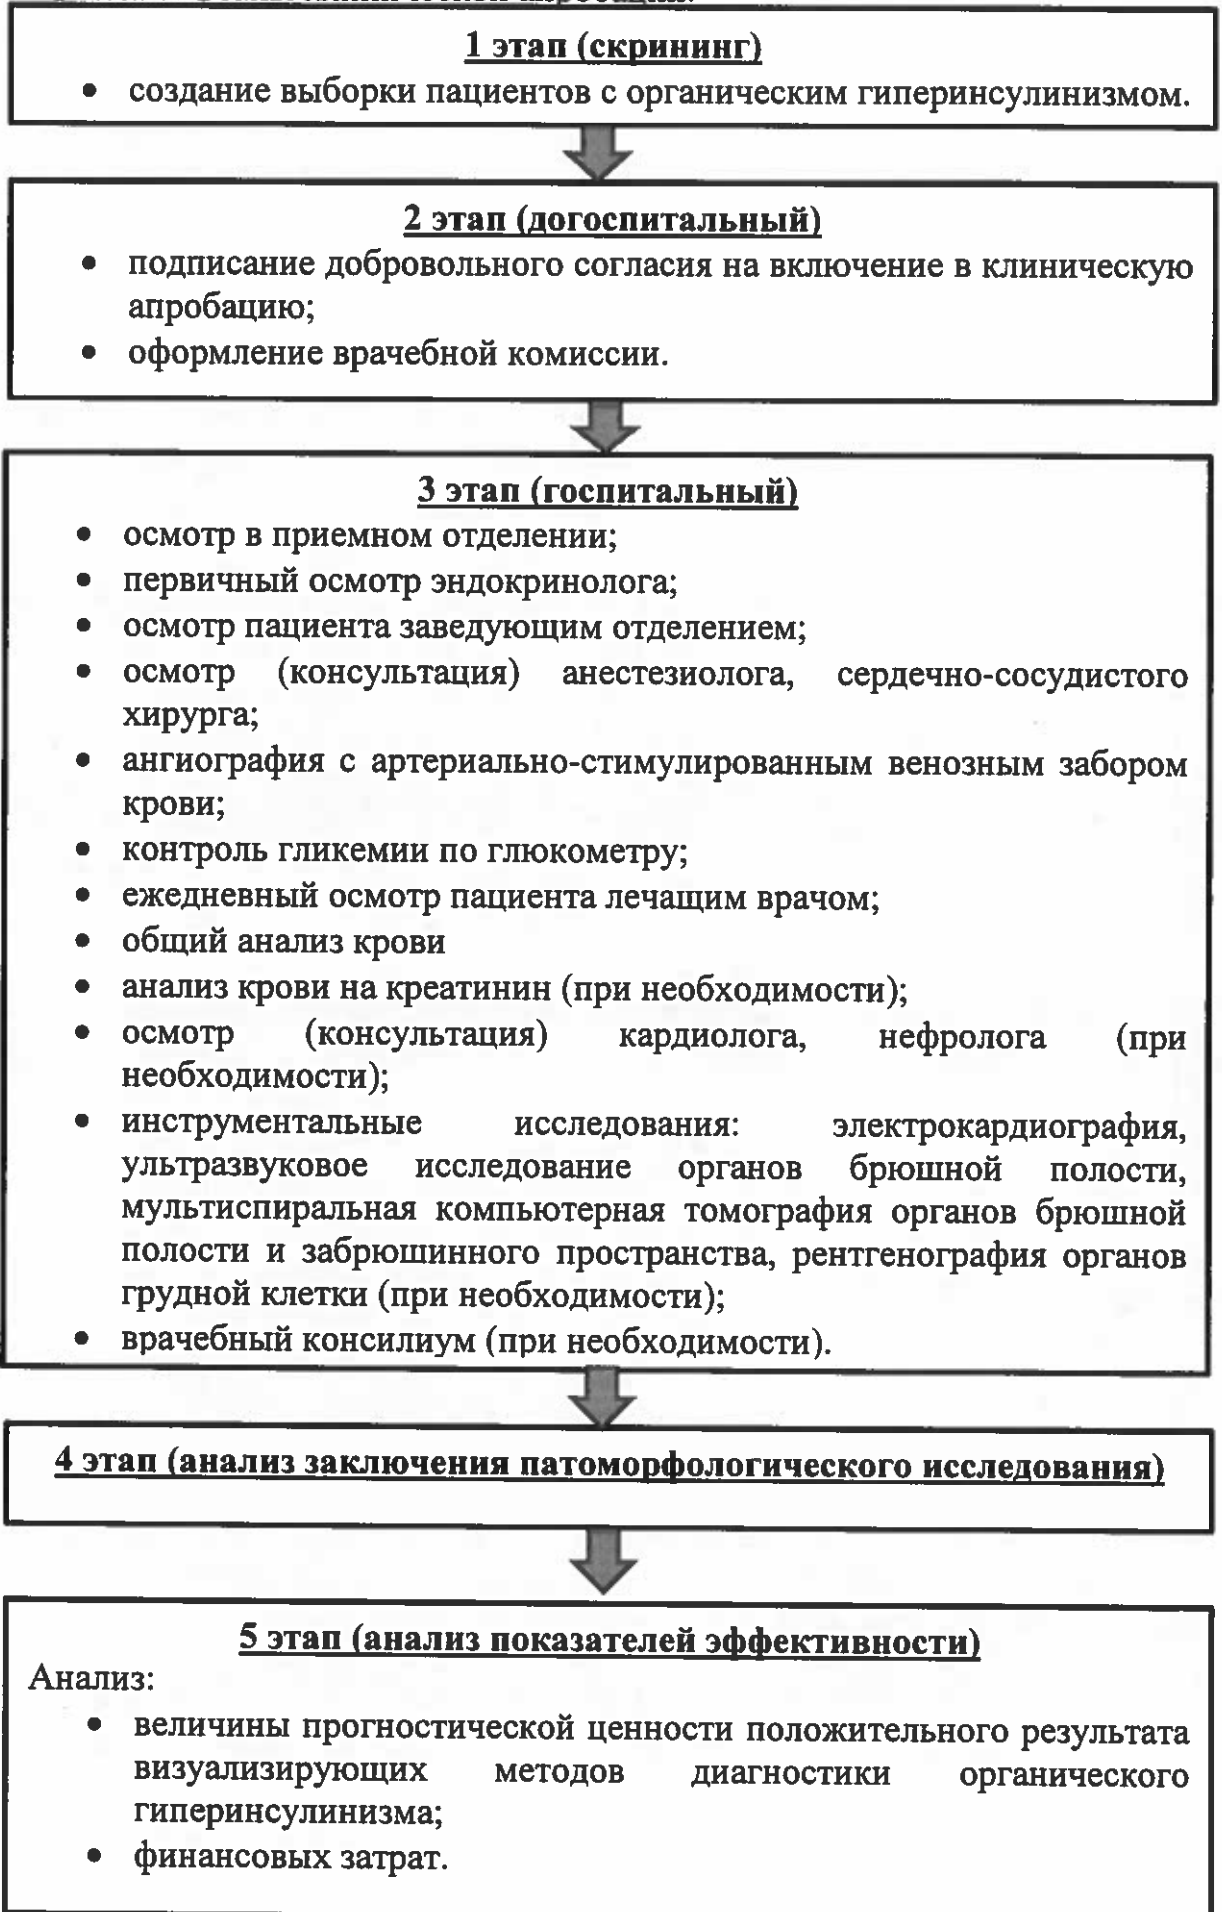 1 этап (скрининг)
• создание выборки пациентов с органическим гиперинсулинизмом.
2 этап (догоспитальный)
• подписание добровольного согласия на включение в клиническую
апробацию;
• оформление врачебной комиссии.
3 этап (госпитальный)
• осмотр в приемном отделении;
• первичный осмотр эндокринолога;
• осмотр пациента заведующим отделением;
• осмотр (консультация) анестезиолога, сердечно-сосудистого
хирурга;
• ангиография с артериально-стимулированным венозным забором
крови;
• контроль гликемии по глюкометру;
• ежедневный осмотр пациента лечащим врачом;
• общий анализ крови
• анализ крови на креатинин (при необходимости);
• осмотр (консультация) кардиолога, нефролога (при
необходимости);
• инструментальные исследования: электрокардиография,
ультразвуковое исследование органов брюшной полости,
мультиспиральная компьютерная томография органов брюшной
полости и забрюшинного пространства, рентгенография органов
грудной клетки (при необходимости);
• врачебный консилиум (при необходимости).
4 этап (анализ заключения патоморфологического исследования)
5 этап (анализ показателей эффективности)
Анализ:
• величины прогностической ценности положительного результата
визуализирующих методов диагностики органического
гиперинсулинизма;
• финансовых затрат.